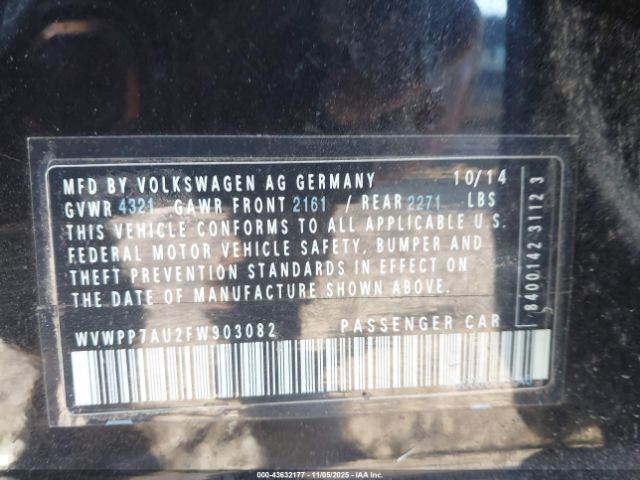 MFD BY VOLKSWAGEN AG GERMANY 10/14
GVWR 4321 GAWR FRONT 2161 / REAR 2271 LBS
THIS VEHICLE CONFORMS TO ALL APPLICABLE U.S.
FEDERAL MOTOR VEHICLE SAFETY, BUMPER AND
THEFT PREVENTION STANDARDS IN EFFECT ON
THE DATE OF MANUFACTURE SHOWN ABOVE.
WVWPP7AU2FW903082 PASSENGER CAR
8400142 3112 3
000-43632177 - 11/05/2025 - IAA Inc.